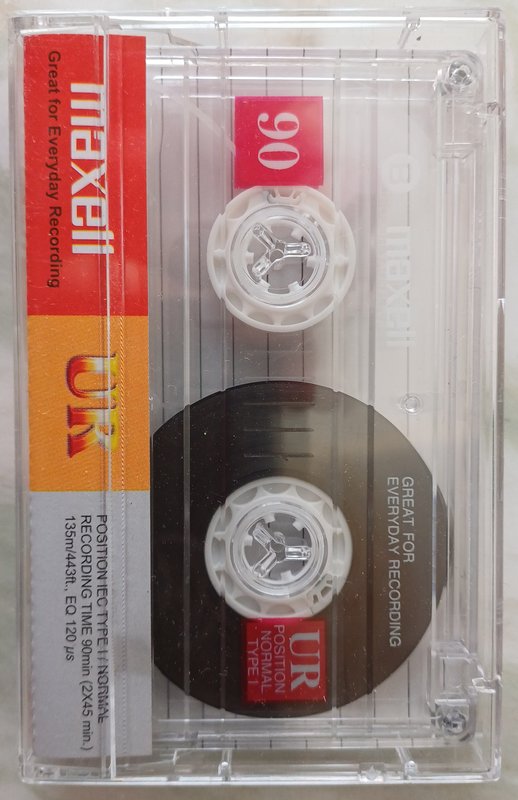 maxell
Great for Everyday Recording
UR
POSITION IEC TYPE I / NORMAL
RECORDING TIME 90min (2X45 min.)
135m/443ft., EQ 120 µs
90
B maxell
GREAT FOR
EVERYDAY RECORDING
UR
POSITION
NORMAL
TYPE I